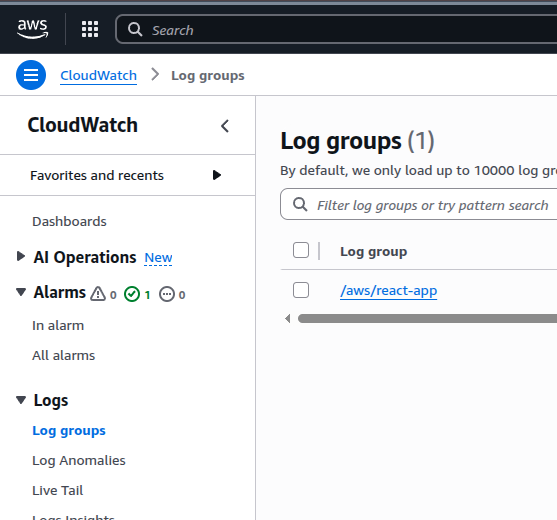 aws
Search
CloudWatch > Log groups
CloudWatch
Favorites and recents
Dashboards
AI Operations New
Alarms 0 1 0
In alarm
All alarms
Logs
Log groups
Log Anomalies
Live Tail
Logs Insights
Log groups (1)
By default, we only load up to 10000 log
Filter log groups or try pattern search
Log group
/aws/react-app